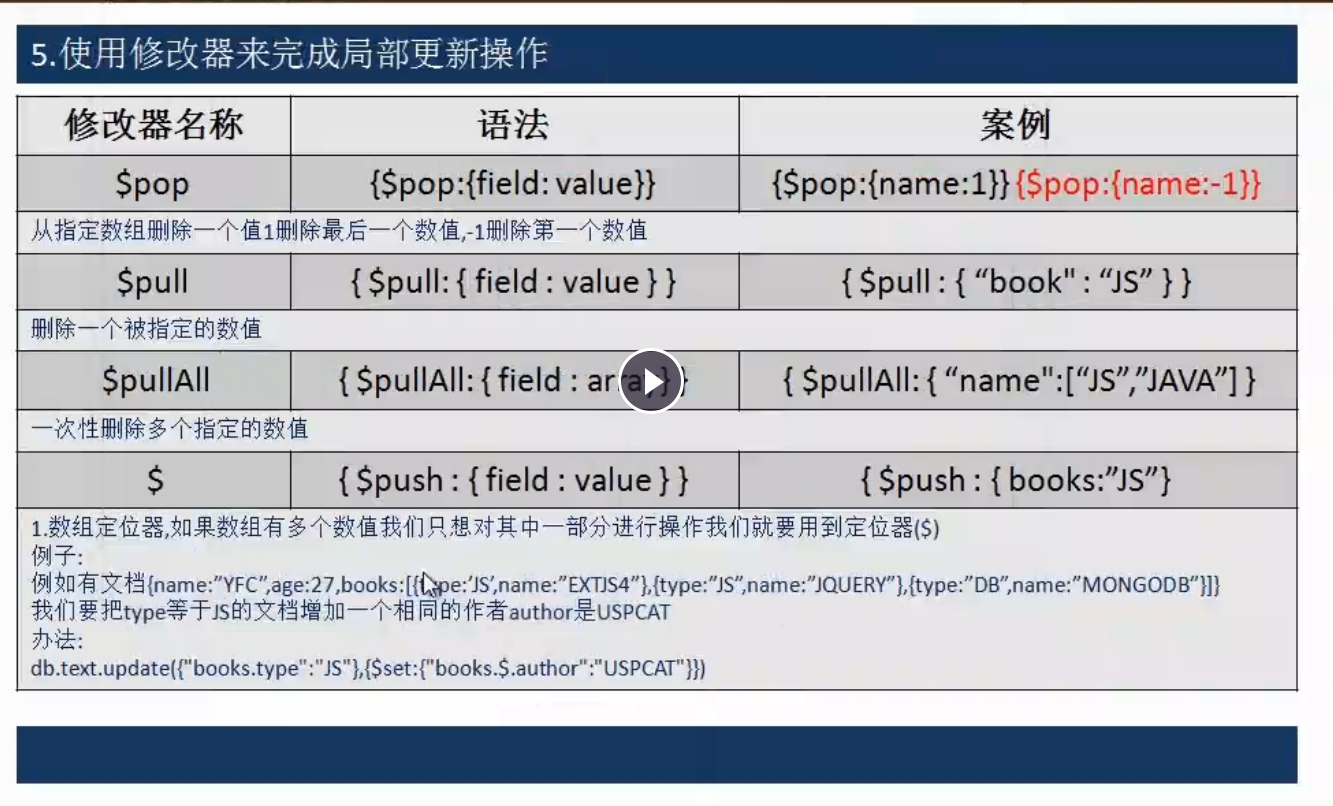 5.使用修改器来完成局部更新操作
修改器名称 语法 案例
$pop {$pop:{field: value}} {$pop:{name:1}} {$pop:{name:-1}}
从指定数组删除一个值1删除最后一个数值,-1删除第一个数值
$pull { $pull: { field : value } } { $pull : { “book" : “JS” } }
删除一个被指定的数值
$pullAll { $pullAll: { field : } } { $pullAll: { “name":[“JS”,”JAVA”] }
一次性删除多个指定的数值
$ { $push : { field : value } } { $push : { books:”JS”}
1.数组定位器,如果数组有多个数值我们只想对其中一部分进行操作我们就要用到定位器($)
例子:
例如有文档{name:”YFC”,age:27,books:[{type:’JS’,name:”EXTJS4”},{type:”JS”,name:”JQUERY”},{type:”DB”,name:”MONGODB”}]}
我们要把type等于JS的文档增加一个相同的作者author是USPCAT
办法:
db.text.update({"books.type":"JS"},{$set:{"books.$.author":"USPCAT"}})